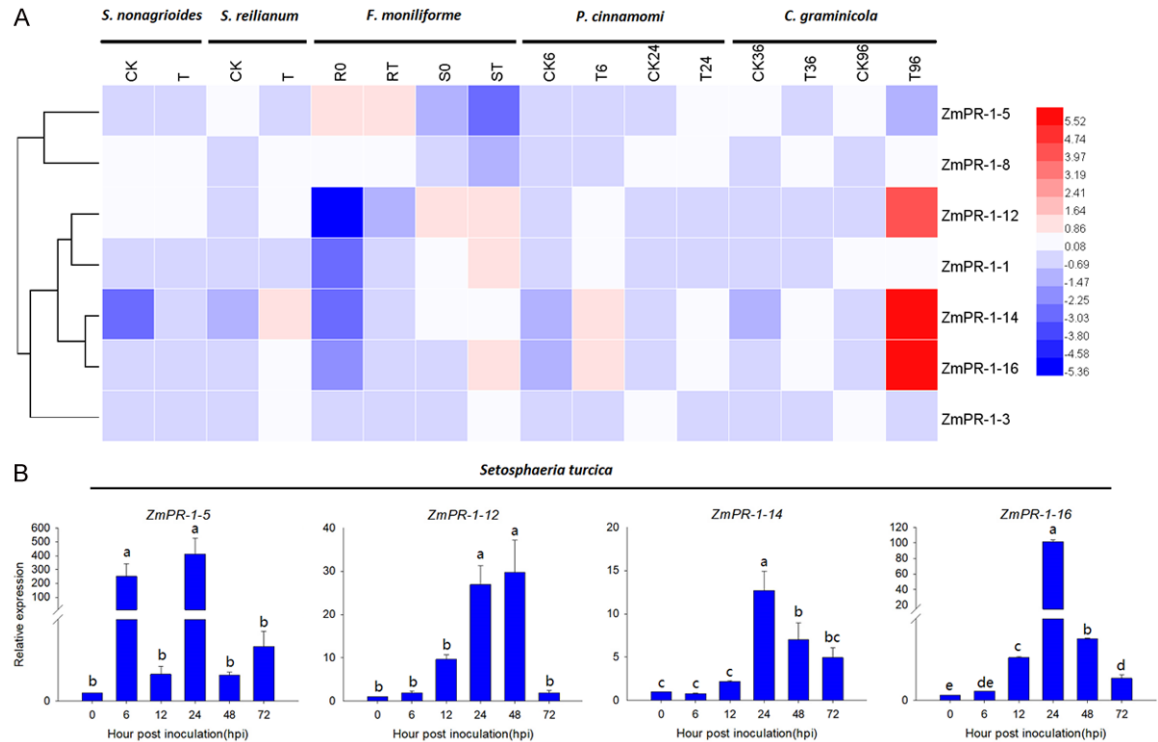 A
S. nonagrioides S. reilianum F. moniliforme P. cinnamomi C. graminicola
CK T CK T R0 RT S0 ST CK6 T6 CK24 T24 CK36 T36 CK96 T96
ZmPR-1-5
ZmPR-1-8
ZmPR-1-12
ZmPR-1-1
ZmPR-1-14
ZmPR-1-16
ZmPR-1-3
5.52
4.74
3.97
3.19
2.41
1.64
0.86
0.08
-0.69
-1.47
-2.25
-3.03
-3.80
-4.58
-5.36
B
Setosphaeria turcica
ZmPR-1-5
Relative expression
600
500
400
300
200
100
0
b a b a b b
0 6 12 24 48 72
Hour post inoculation(hpi)
ZmPR-1-12
40
30
20
10
0
b b b a a b
0 6 12 24 48 72
Hour post inoculation(hpi)
ZmPR-1-14
20
15
10
5
0
c c c a b bc
0 6 12 24 48 72
Hour post inoculation(hpi)
ZmPR-1-16
120
100
80
60
40
20
0
e de c a b d
0 6 12 24 48 72
Hour post inoculation(hpi)